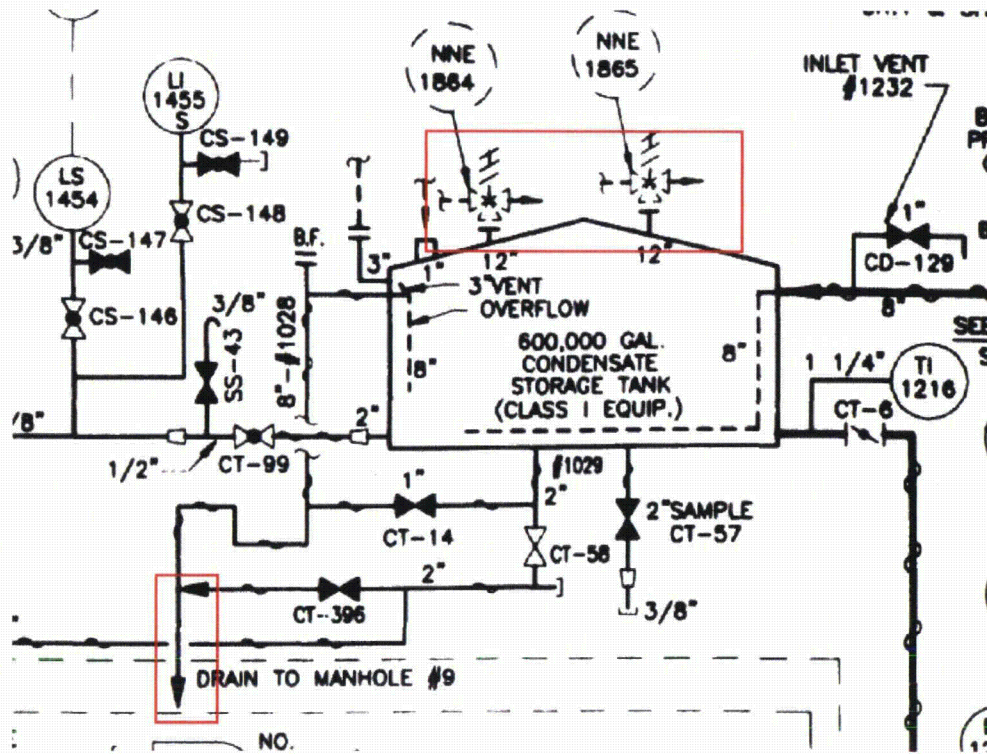 NNE
1864
NNE
1865
INLET VENT
#1232
LI
1455
S
CS-149
LS
1454
CS-148
3/8"
CS-147
B.F.
3"
1"
12"
12"
1"
CD-129
3"VENT
OVERFLOW
8"
3/8"
CS-146
SS-43
8"-#1028
8"
600,000 GAL.
CONDENSATE
STORAGE TANK
(CLASS I EQUIP.)
8"
SEE
1 1/4"
TI
1216
CT-6
/8"
2"
1/2"
CT-99
#1029
1"
2"
2"SAMPLE
CT-57
CT-14
CT-58
2"
CT-396
3/8"
DRAIN TO MANHOLE #9
NO.